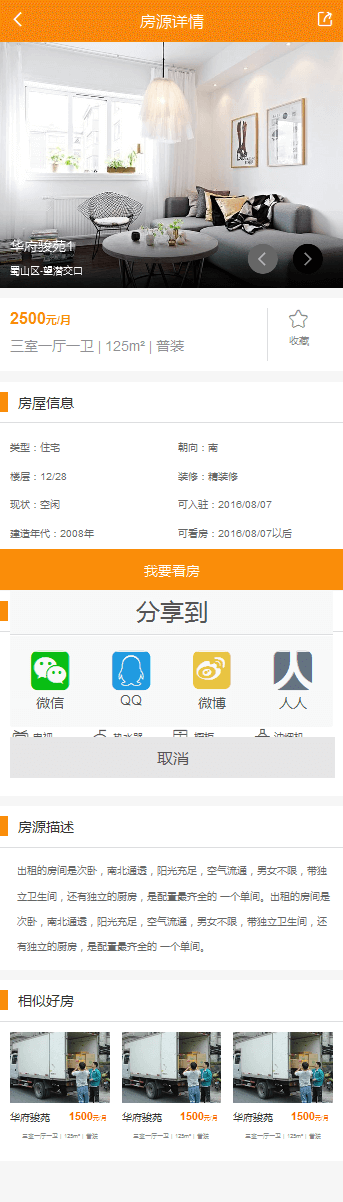 房源详情
华府骏苑1
蜀山区-望潜交口
2500元/月
三室一厅一卫 | 125m² | 普装
收藏
房屋信息
类型：住宅
朝向：南
楼层：12/28
装修：精装修
现状：空闲
可入驻：2016/08/07
建造年代：2008年
可看房：2016/08/07以后
我要看房
分享到
微信
QQ
微博
人人
电视
热水器
橱柜
油烟机
取消
房源描述
出租的房间是次卧，南北通透，阳光充足，空气流通，男女不限，带独
立卫生间，还有独立的厨房，是配置最齐全的 一个单间。出租的房间是
次卧，南北通透，阳光充足，空气流通，男女不限，带独立卫生间，还
有独立的厨房，是配置最齐全的 一个单间。
相似好房
华府骏苑 1500元/月
三室一厅一卫 | 125m² | 普装
华府骏苑 1500元/月
三室一厅一卫 | 125m² | 普装
华府骏苑 1500元/月
三室一厅一卫 | 125m² | 普装